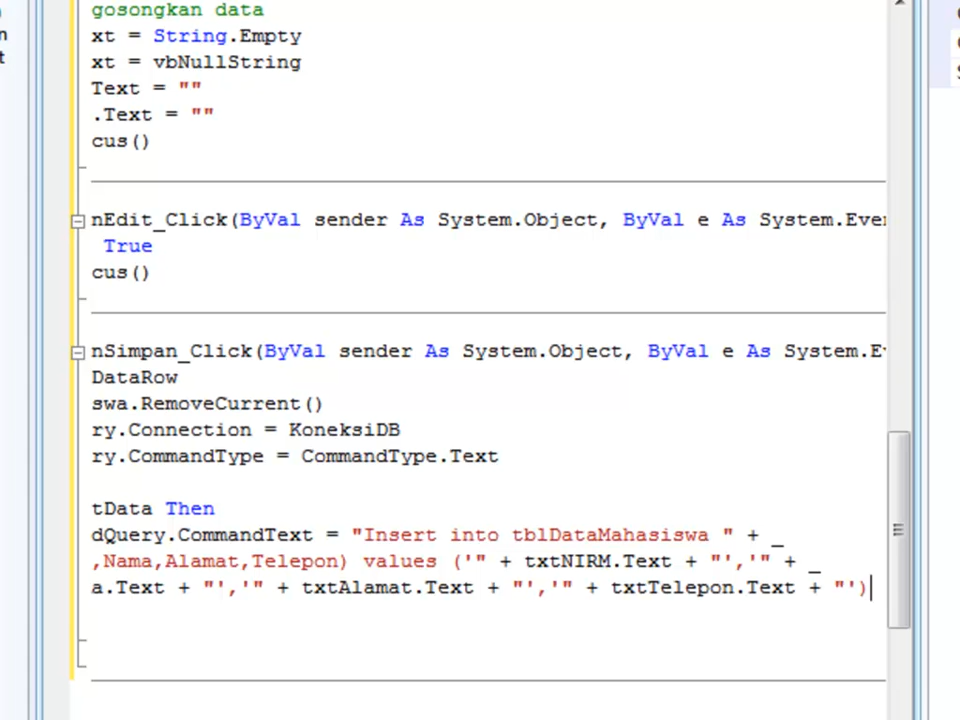 gosongkan data
xt = String.Empty
xt = vbNullString
Text = ""
.Text = ""
cus()
nEdit_Click(ByVal sender As System.Object, ByVal e As System.Even
True
cus()
nSimpan_Click(ByVal sender As System.Object, ByVal e As System.Ev
DataRow
swa.RemoveCurrent()
ry.Connection = KoneksiDB
ry.CommandType = CommandType.Text
tData Then
dQuery.CommandText = "Insert into tblDataMahasiswa " + _
,Nama,Alamat,Telepon) values ('" + txtNIRM.Text + "','" + _
a.Text + "','" + txtAlamat.Text + "','" + txtTelepon.Text + "')